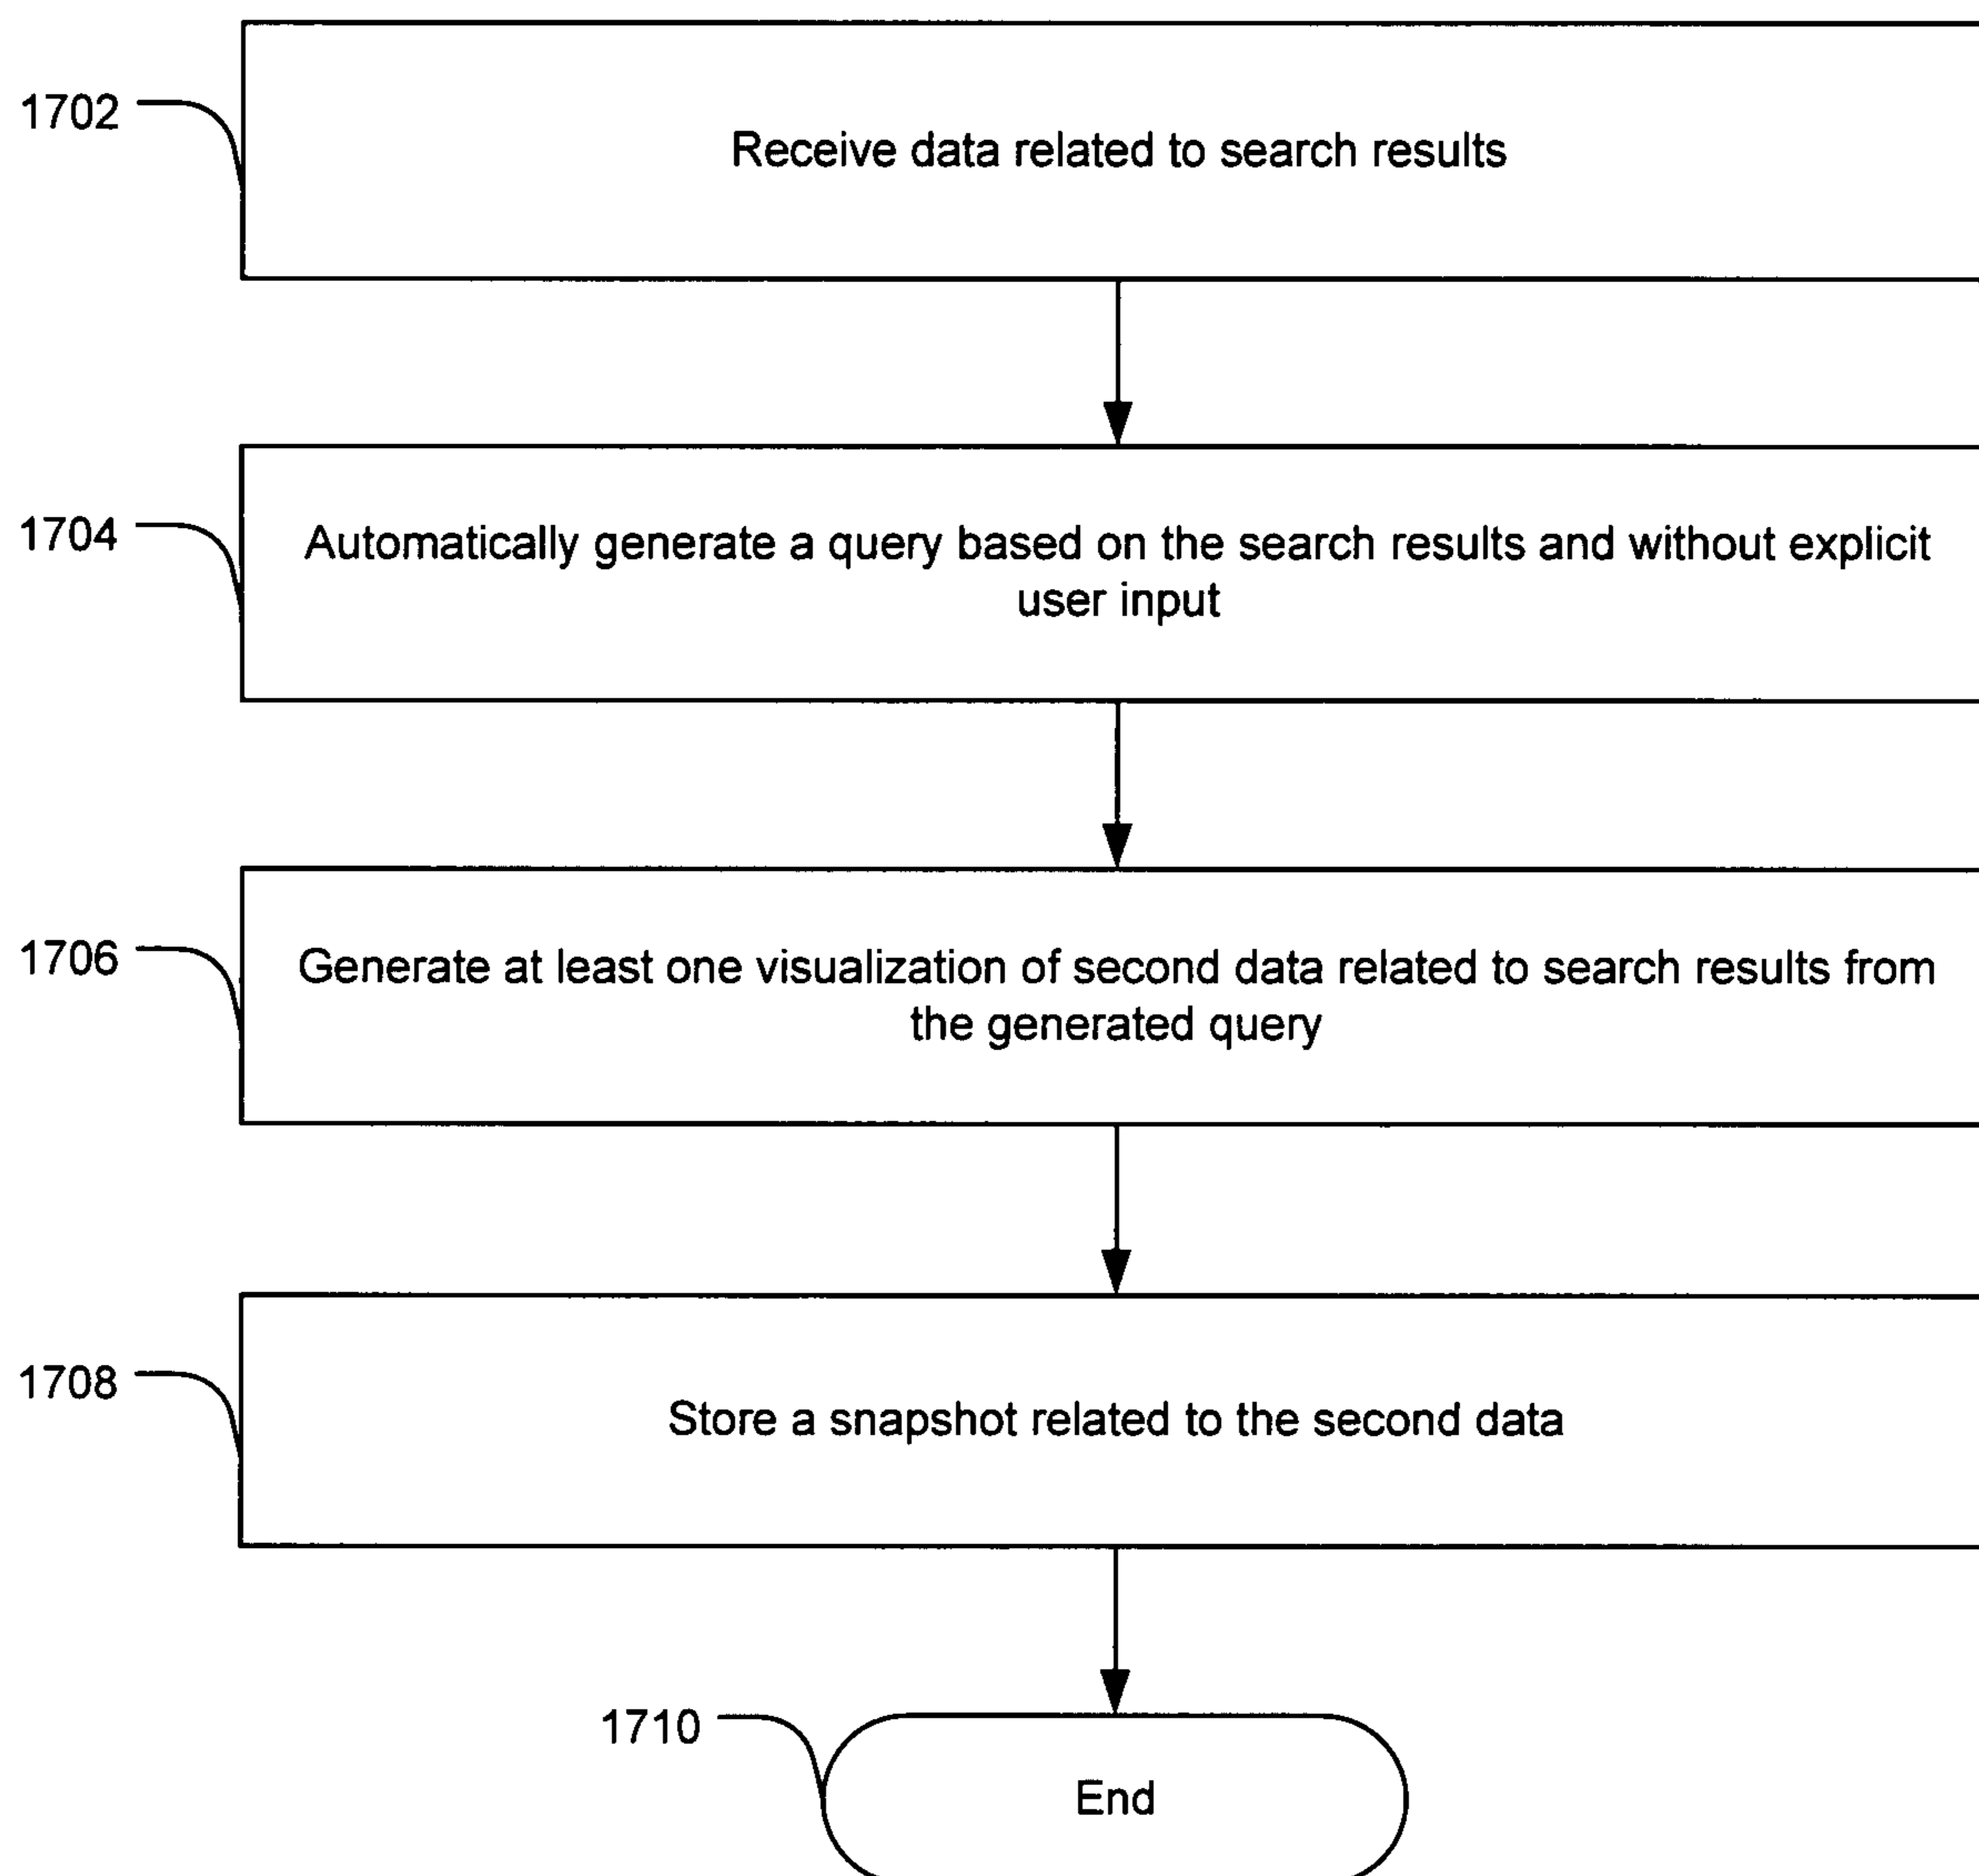 1702
Receive data related to search results
1704
Automatically generate a query based on the search results and without explicit
user input
1706
Generate at least one visualization of second data related to search results from
the generated query
1708
Store a snapshot related to the second data
1710
End